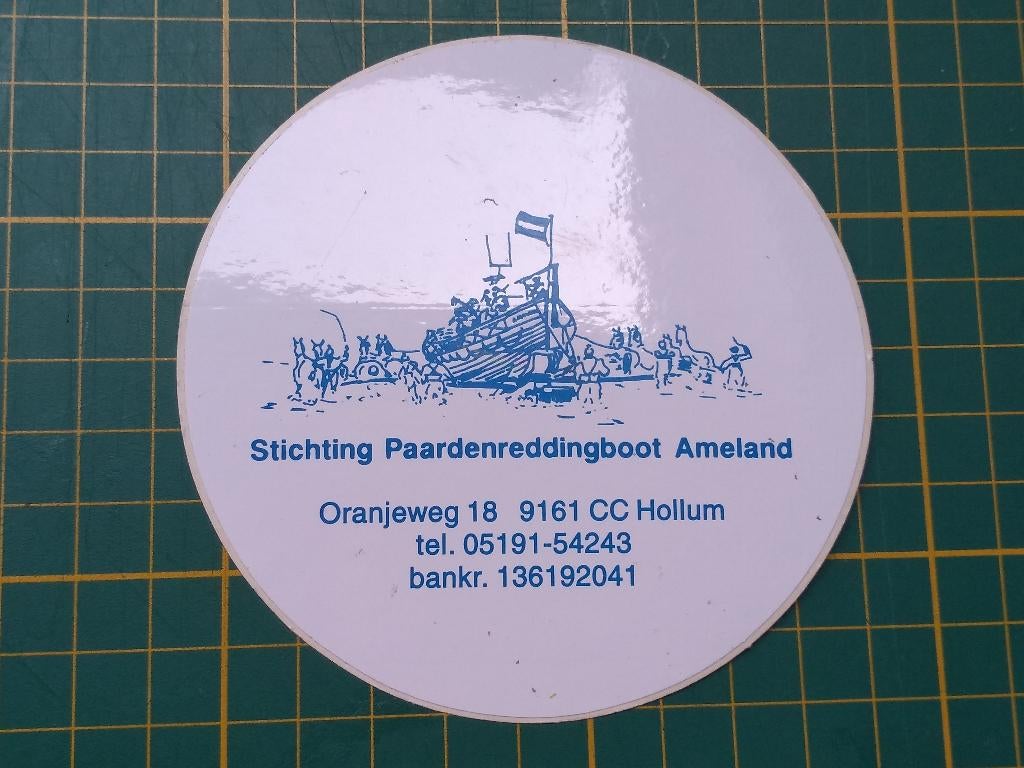 Stichting Paardenreddingboot Ameland
Oranjeweg 18 9161 CC Hollum
tel. 05191-54243
bankr. 136192041